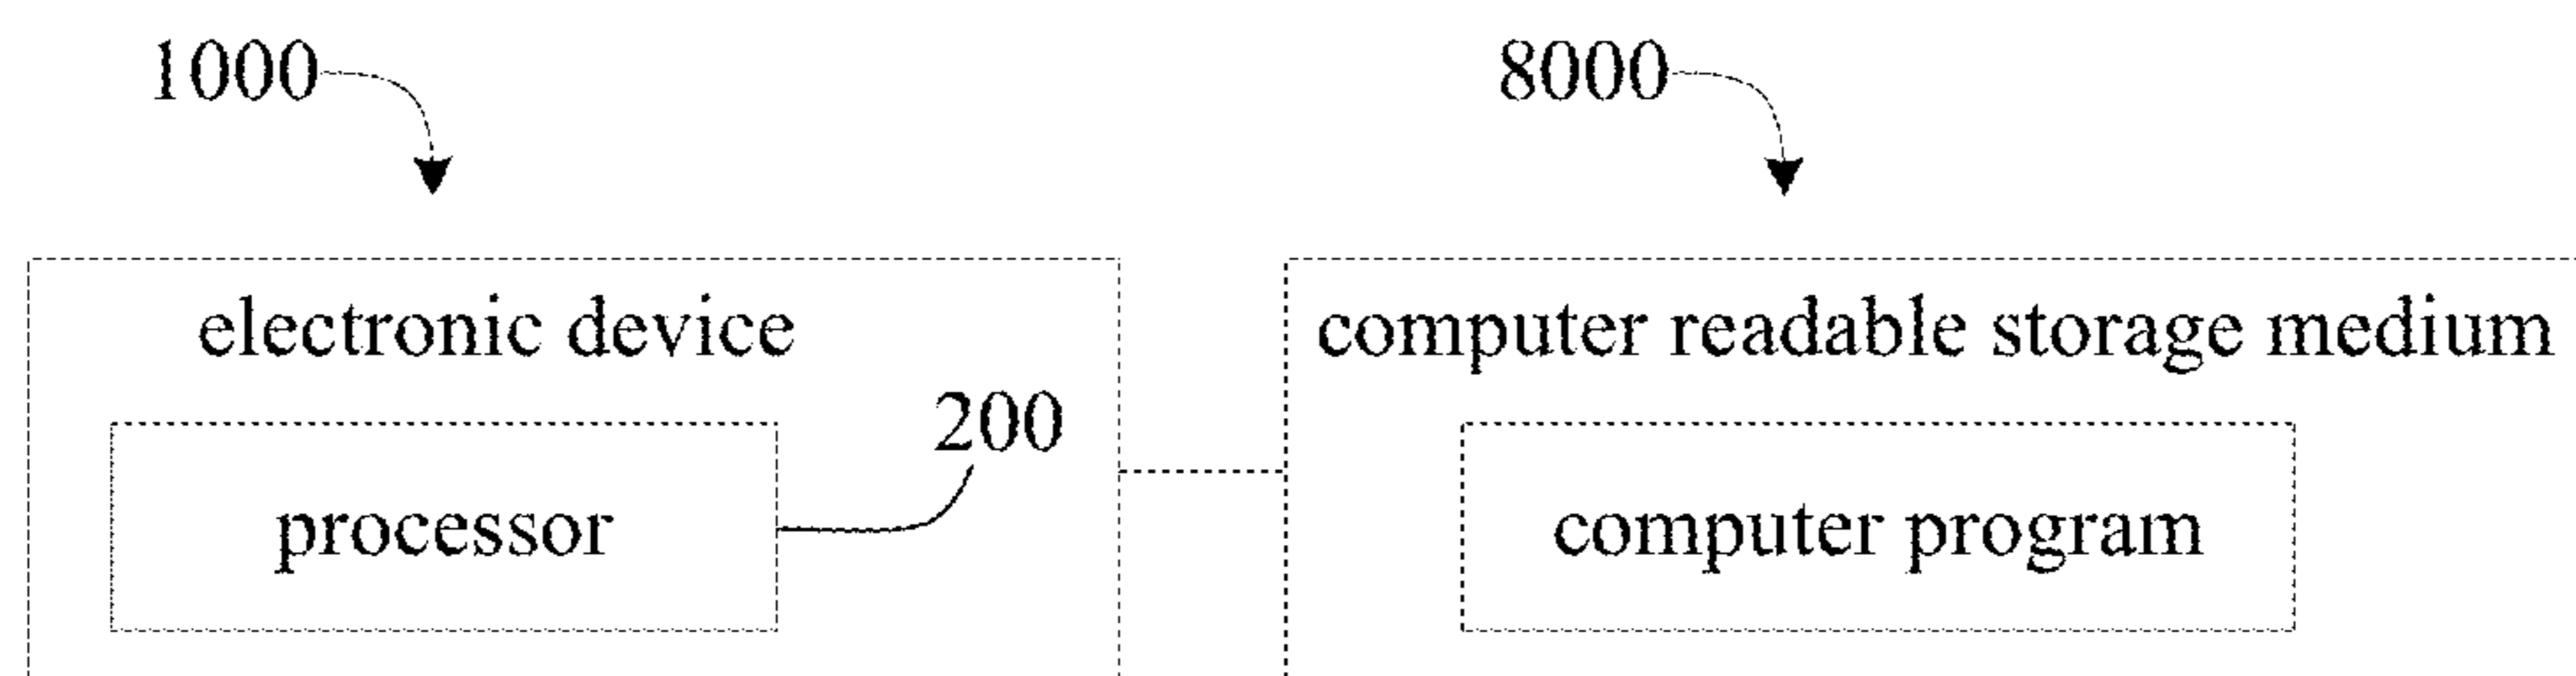 1000
8000
electronic device
computer readable storage medium
200
processor
computer program